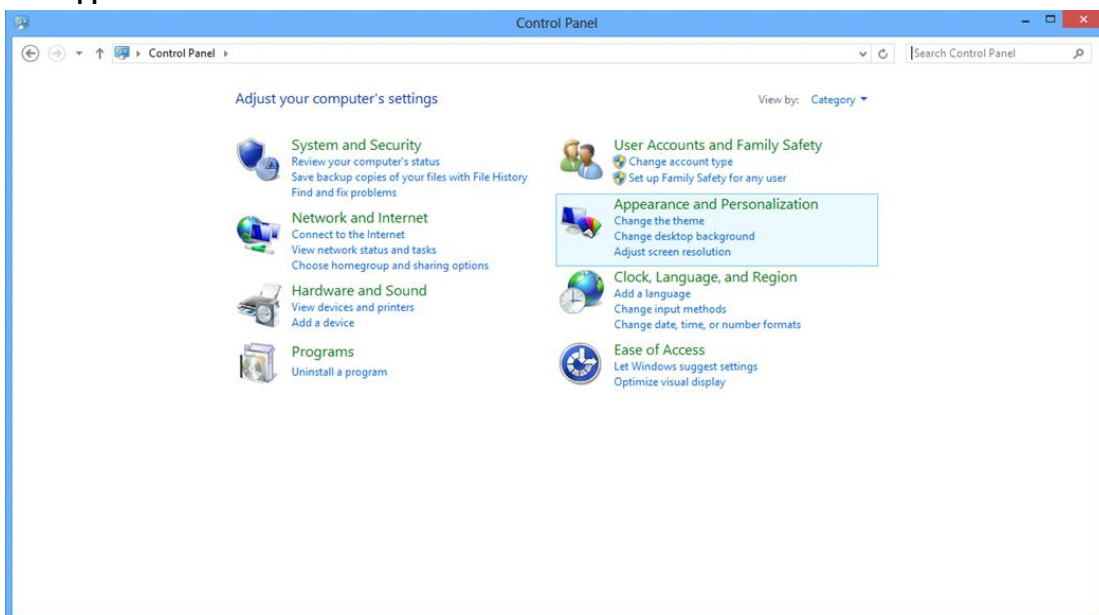 Control Panel
Control Panel
Search Control Panel
Adjust your computer's settings
View by: Category
System and Security
Review your computer's status
Save backup copies of your files with File History
Find and fix problems
Network and Internet
Connect to the Internet
View network status and tasks
Choose homegroup and sharing options
Hardware and Sound
View devices and printers
Add a device
Programs
Uninstall a program
User Accounts and Family Safety
Change account type
Set up Family Safety for any user
Appearance and Personalization
Change the theme
Change desktop background
Adjust screen resolution
Clock, Language, and Region
Add a language
Change input methods
Change date, time, or number formats
Ease of Access
Let Windows suggest settings
Optimize visual display